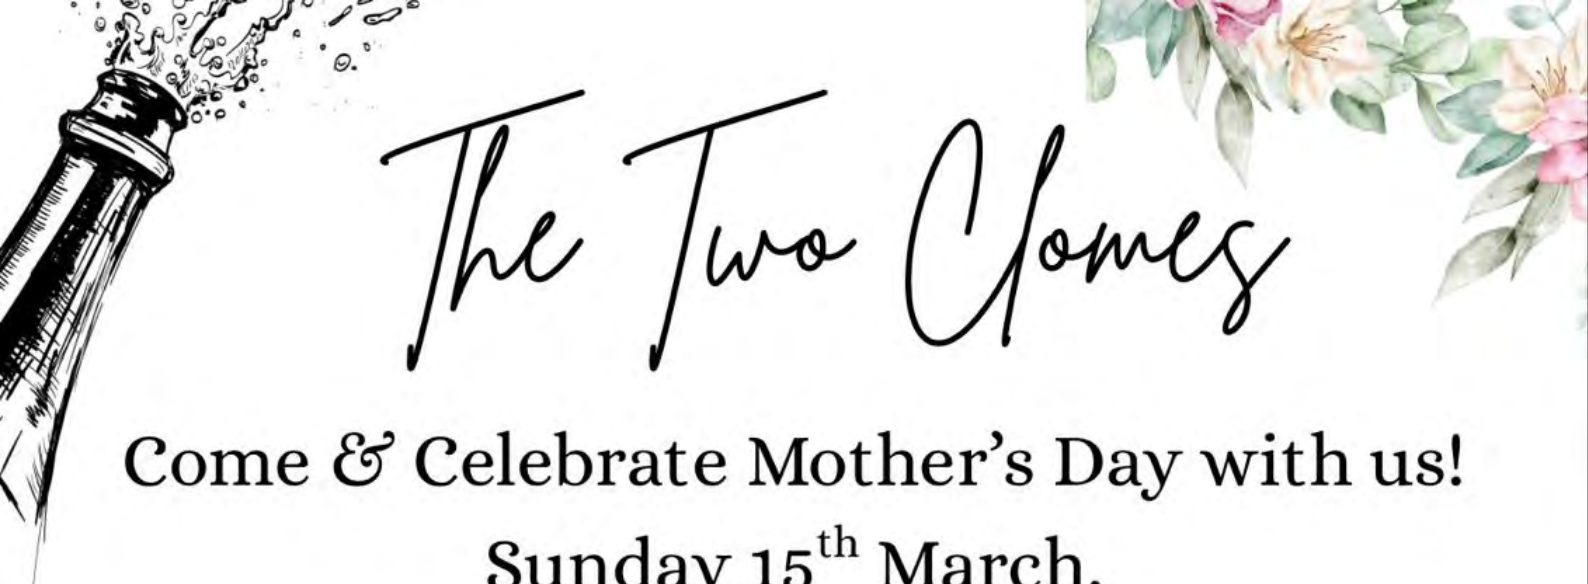 The Two Clomes
Come & Celebrate Mother’s Day with us!
Sunday 15th March.